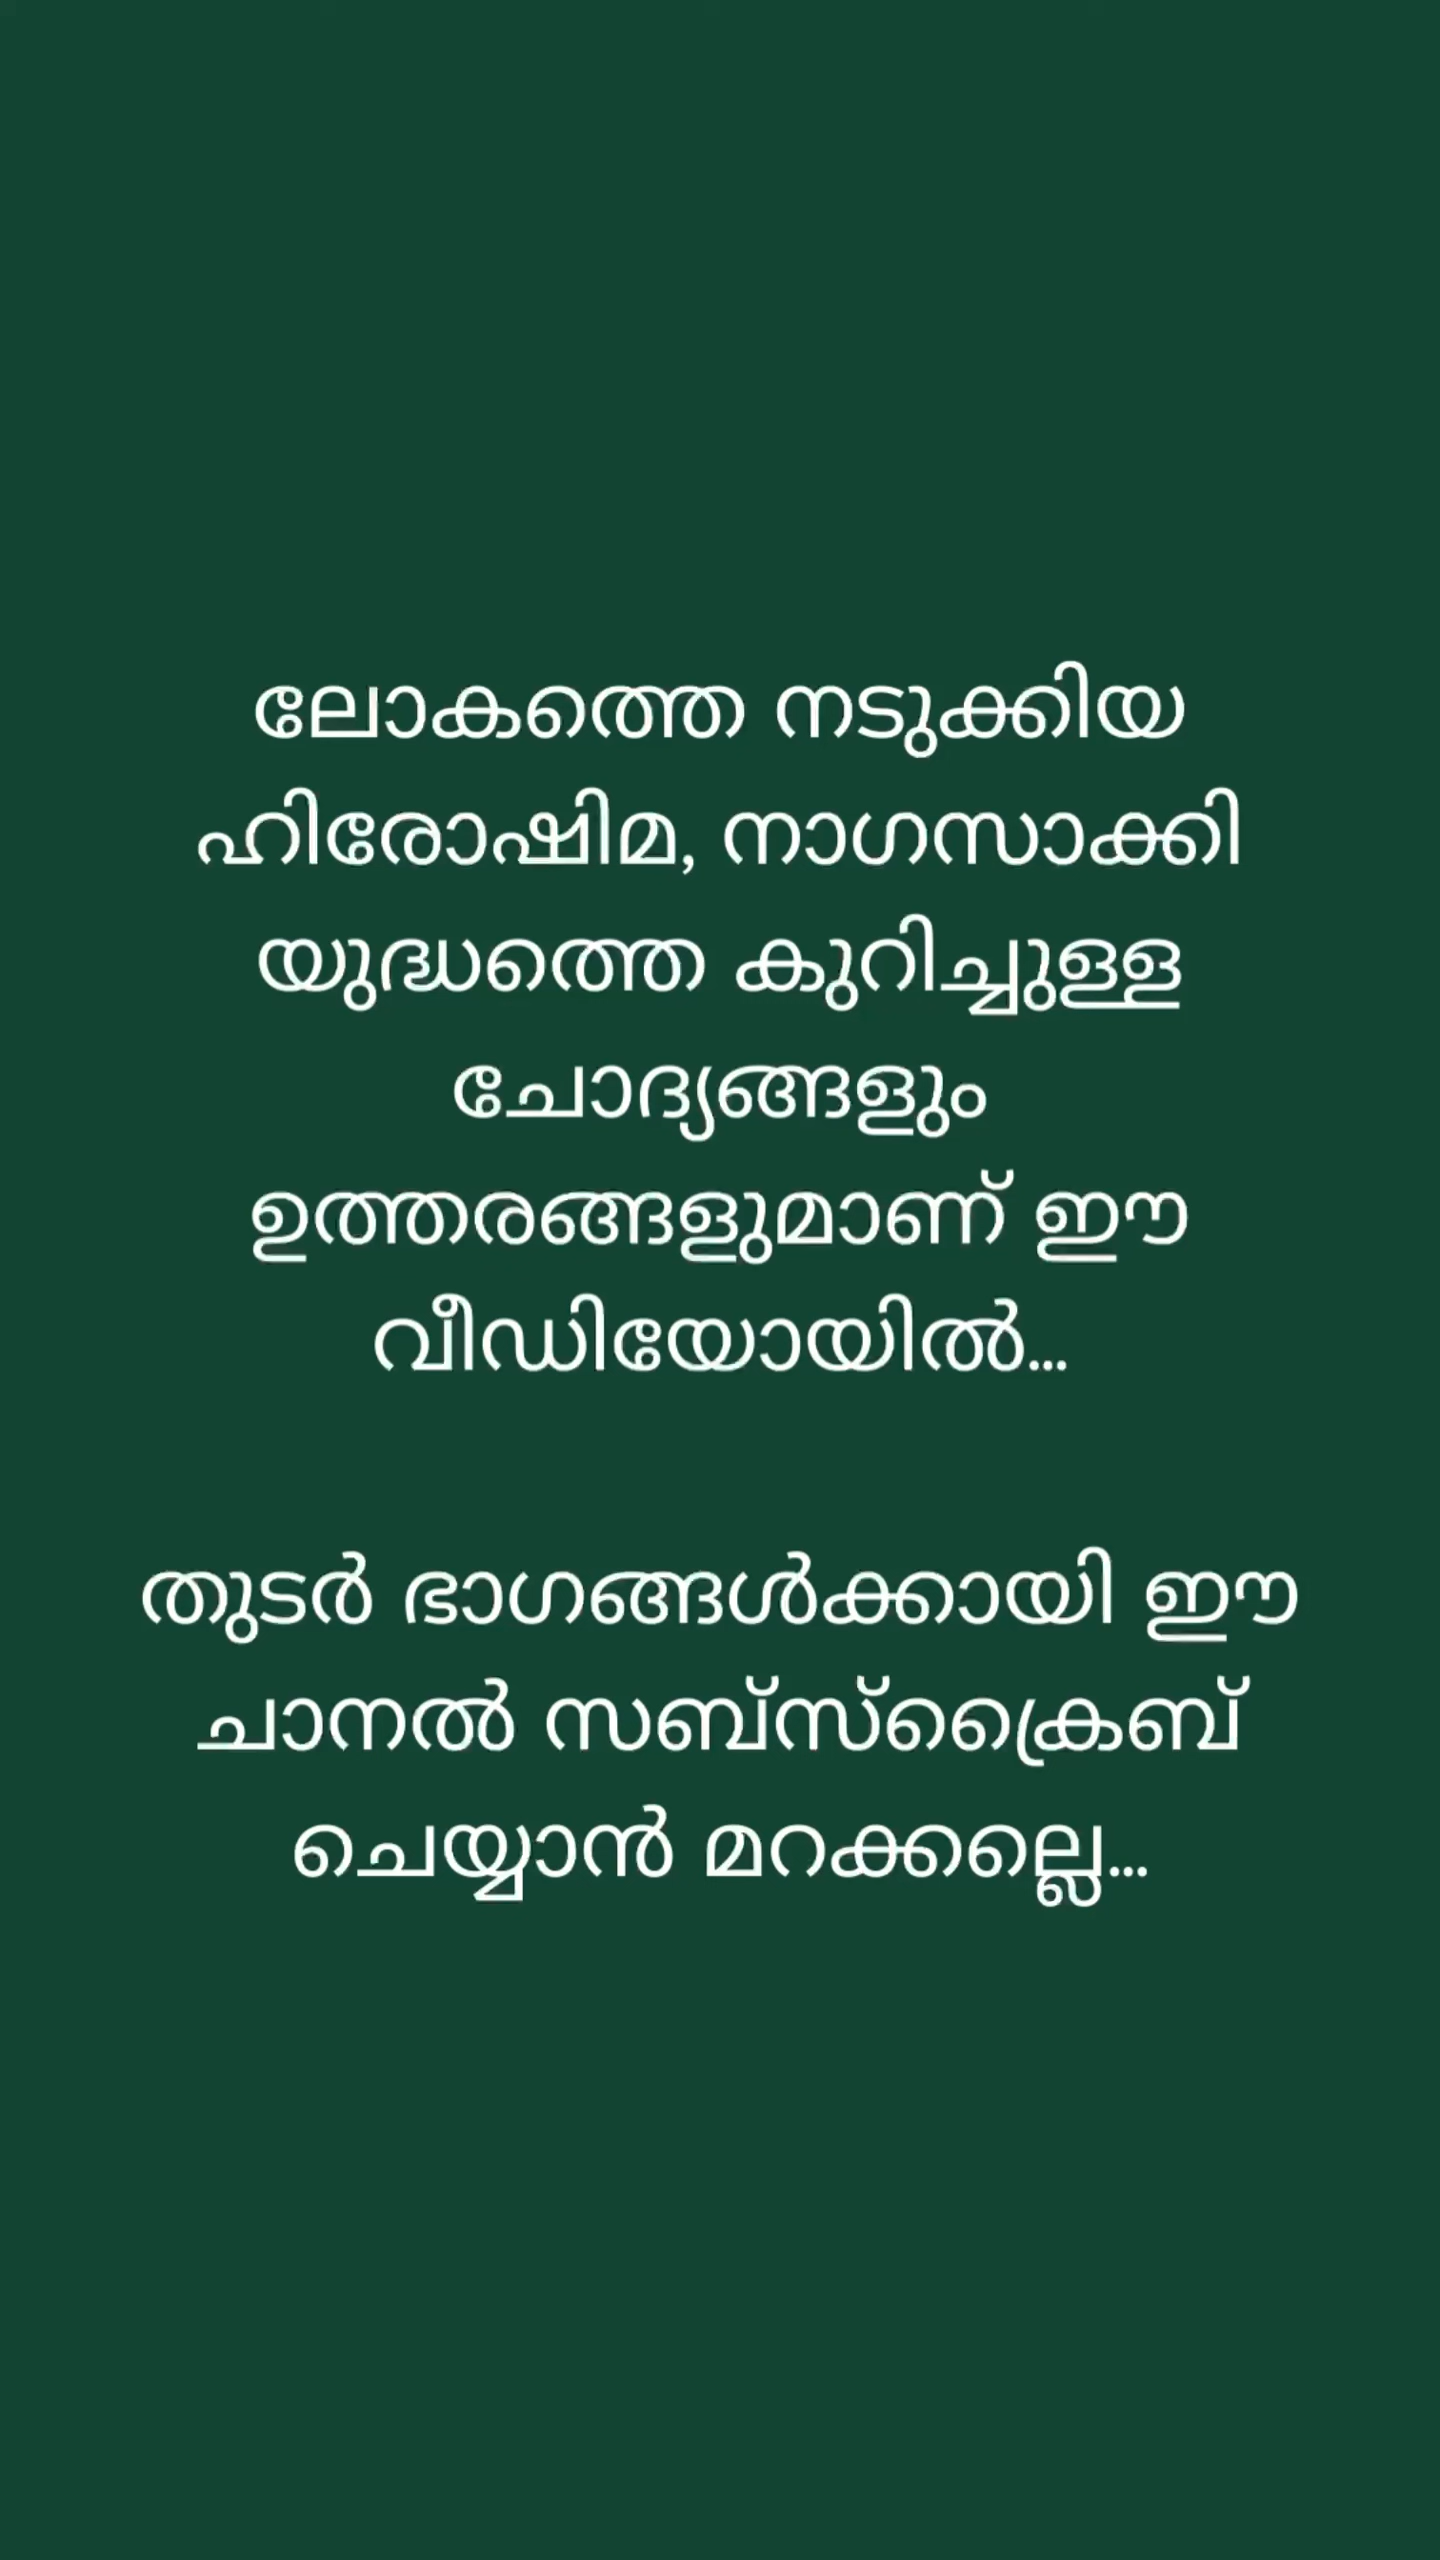 ലോകത്തെ നടുക്കിയ
ഹിരോഷിമ, നാഗസാക്കി
യുദ്ധത്തെ കുറിച്ചുള്ള
ചോദ്യങ്ങളും
ഉത്തരങ്ങളുമാണ് ഈ
വീഡിയോയിൽ...
തുടർ ഭാഗങ്ങൾക്കായി ഈ
ചാനൽ സബ്സ്ക്രൈബ്
ചെയ്യാൻ മറക്കല്ലെ...